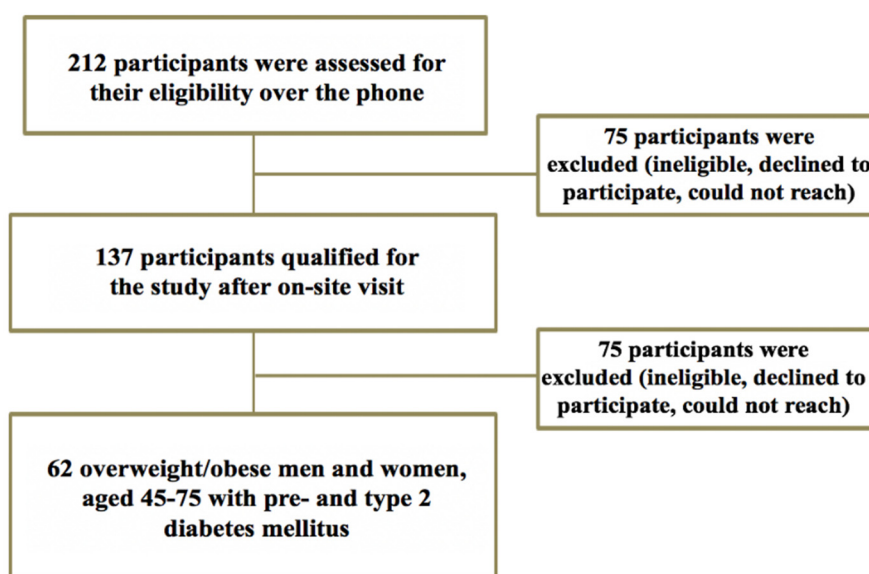 212 participants were assessed for
their eligibility over the phone
75 participants were
excluded (ineligible, declined to
participate, could not reach)
137 participants qualified for
the study after on-site visit
75 participants were
excluded (ineligible, declined to
participate, could not reach)
62 overweight/obese men and women,
aged 45-75 with pre- and type 2
diabetes mellitus